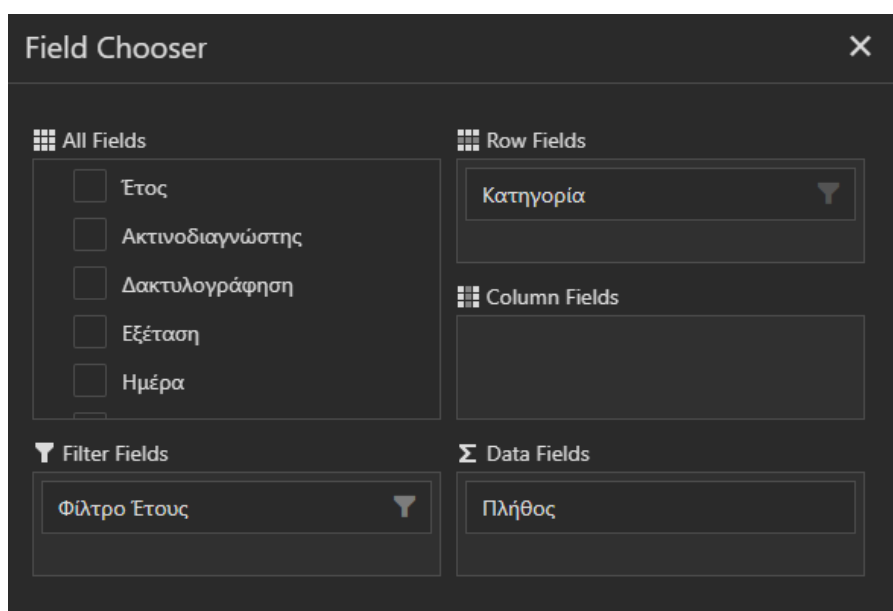 Field Chooser
All Fields
Έτος
Ακτινοδιαγνώστης
Δακτυλογράφηση
Εξέταση
Ημέρα
Row Fields
Κατηγορία
Column Fields
Filter Fields
Φίλτρο Έτους
Data Fields
Πλήθος